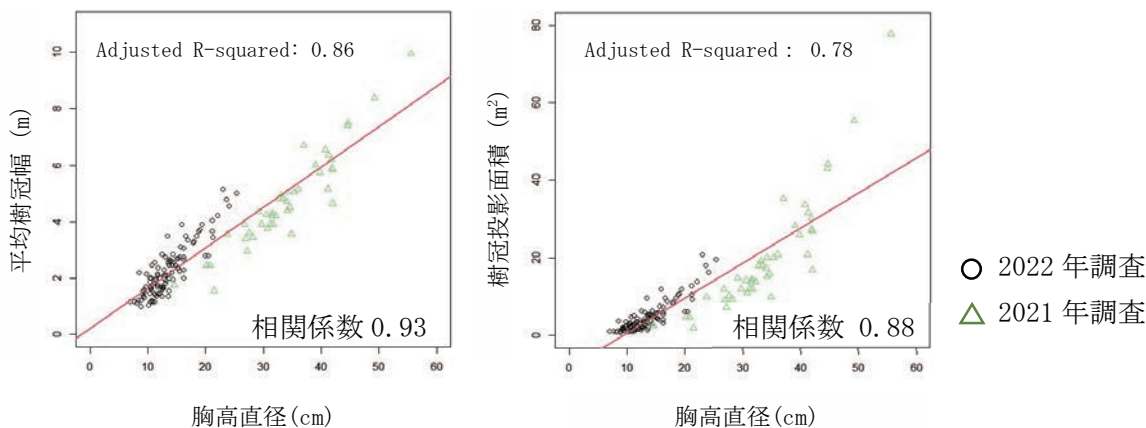 Adjusted R-squared: 0.86
平均樹冠幅 (m)
10
8
6
4
2
0
相関係数 0.93
0 10 20 30 40 50 60
胸高直径(cm)
Adjusted R-squared : 0.78
樹冠投影面積 (m²)
80
60
40
20
0
相関係数 0.88
0 10 20 30 40 50 60
胸高直径(cm)
2022 年調査
2021 年調査